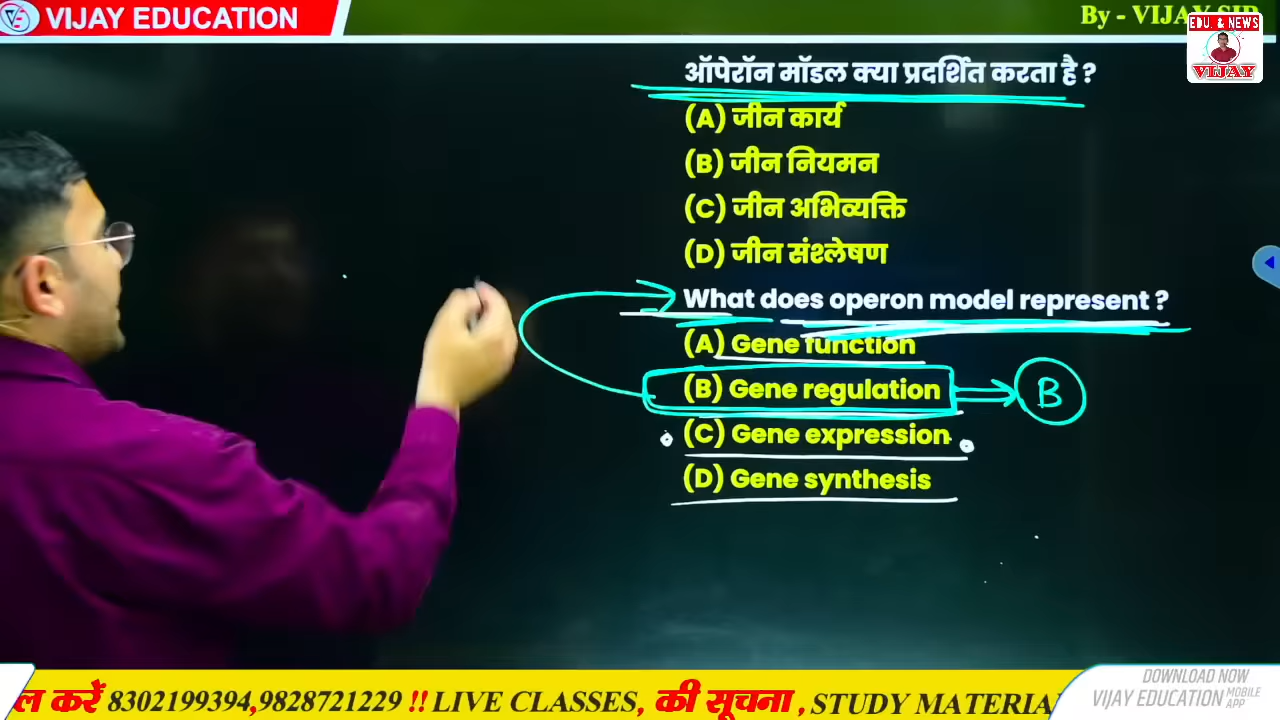 VIJAY EDUCATION
By - VIJAY SIR
EDU. & NEWS
VIJAY
ऑपेरॉन मॉडल क्या प्रदर्शित करता है ?
(A) जीन कार्य
(B) जीन नियमन
(C) जीन अभिव्यक्ति
(D) जीन संश्लेषण
What does operon model represent ?
(A) Gene function
(B) Gene regulation
B
(C) Gene expression
(D) Gene synthesis
ल करें 8302199394,9828721229 !! LIVE CLASSES, की सूचना , STUDY MATERIA
DOWNLOAD NOW
VIJAY EDUCATION MOBILE APP